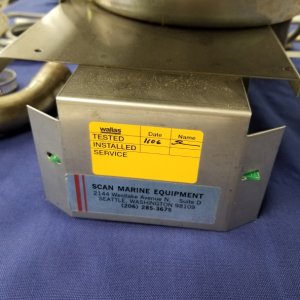 wallas
Date Name
TESTED 1/06
INSTALLED
SERVICE
SCAN MARINE EQUIPMENT
2144 Westlake Avenue N., Suite D
SEATTLE, WASHINGTON 98109
(206) 285-3675